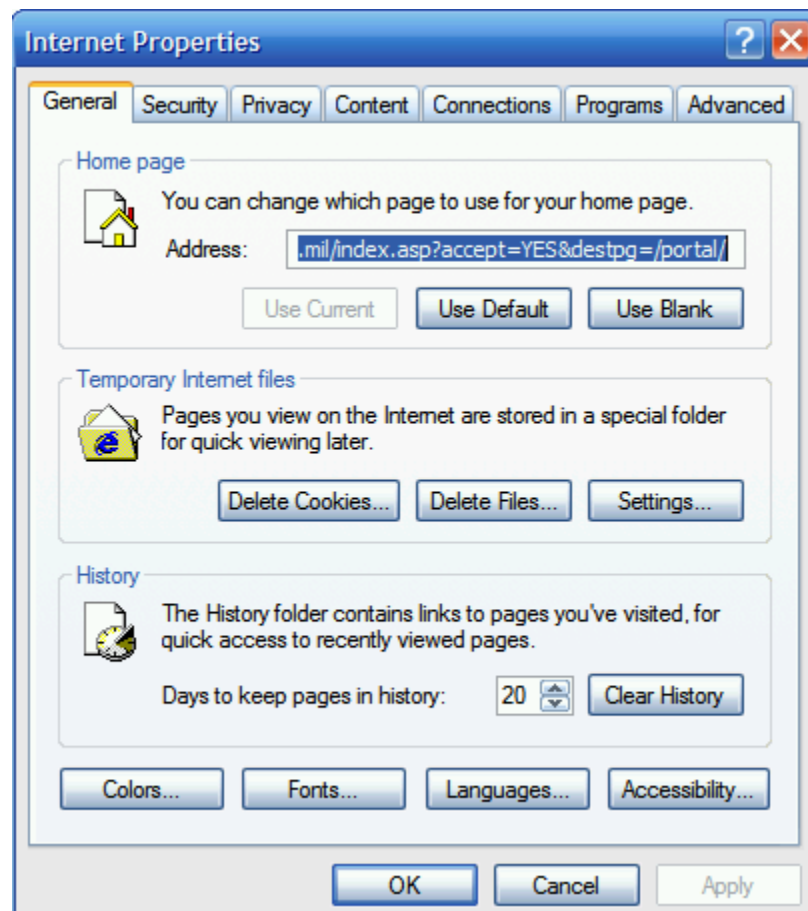 Internet Properties
General Security Privacy Content Connections Programs Advanced
Home page
You can change which page to use for your home page.
Address: .mil/index.asp?accept=YES&destpg=/portal/
Use Current Use Default Use Blank
Temporary Internet files
Pages you view on the Internet are stored in a special folder
for quick viewing later.
Delete Cookies... Delete Files... Settings...
History
The History folder contains links to pages you've visited, for
quick access to recently viewed pages.
Days to keep pages in history: 20 Clear History
Colors... Fonts... Languages... Accessibility...
OK Cancel Apply